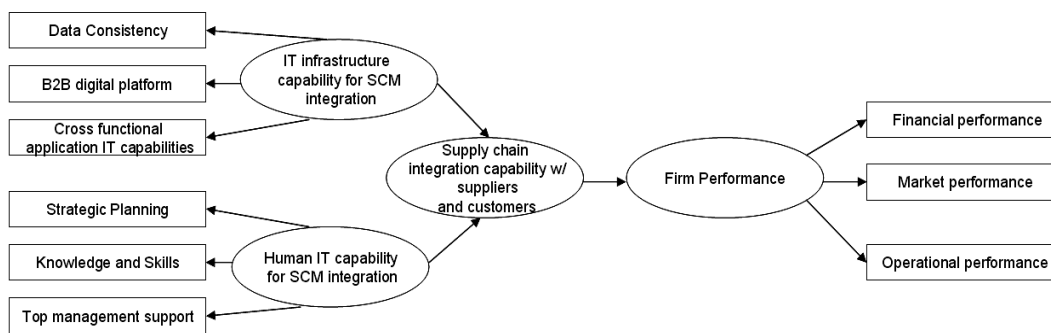 Data Consistency
B2B digital platform
Cross functional
application IT capabilities
IT infrastructure
capability for SCM
integration
Strategic Planning
Knowledge and Skills
Top management support
Human IT capability
for SCM integration
Supply chain
integration capability w/
suppliers
and customers
Firm Performance
Financial performance
Market performance
Operational performance